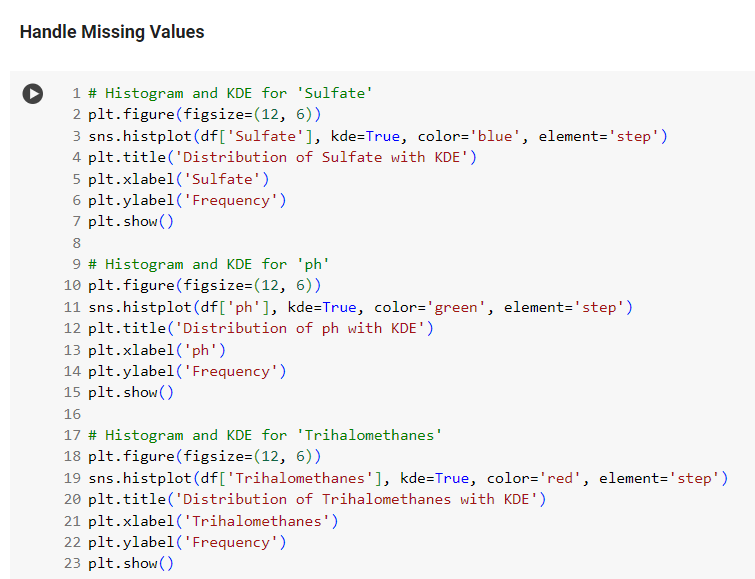 Handle Missing Values
1 # Histogram and KDE for 'Sulfate'
2 plt.figure(figsize=(12, 6))
3 sns.histplot(df['Sulfate'], kde=True, color='blue', element='step')
4 plt.title('Distribution of Sulfate with KDE')
5 plt.xlabel('Sulfate')
6 plt.ylabel('Frequency')
7 plt.show()
8
9 # Histogram and KDE for 'ph'
10 plt.figure(figsize=(12, 6))
11 sns.histplot(df['ph'], kde=True, color='green', element='step')
12 plt.title('Distribution of ph with KDE')
13 plt.xlabel('ph')
14 plt.ylabel('Frequency')
15 plt.show()
16
17 # Histogram and KDE for 'Trihalomethanes'
18 plt.figure(figsize=(12, 6))
19 sns.histplot(df['Trihalomethanes'], kde=True, color='red', element='step')
20 plt.title('Distribution of Trihalomethanes with KDE')
21 plt.xlabel('Trihalomethanes')
22 plt.ylabel('Frequency')
23 plt.show()